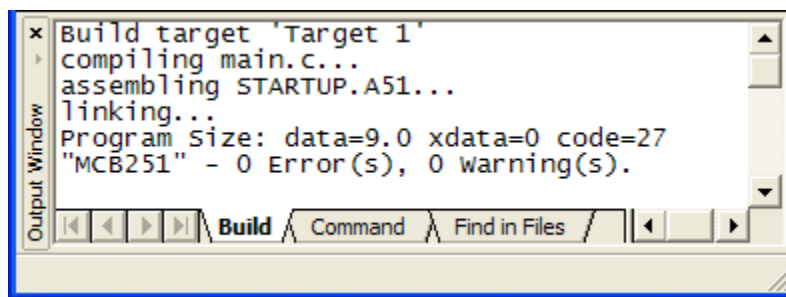 Build target 'Target 1'
compiling main.c...
assembling STARTUP.A51...
linking...
Program Size: data=9.0 xdata=0 code=27
"MCB251" - 0 Error(s), 0 Warning(s).
Output Window
Build Command Find in Files